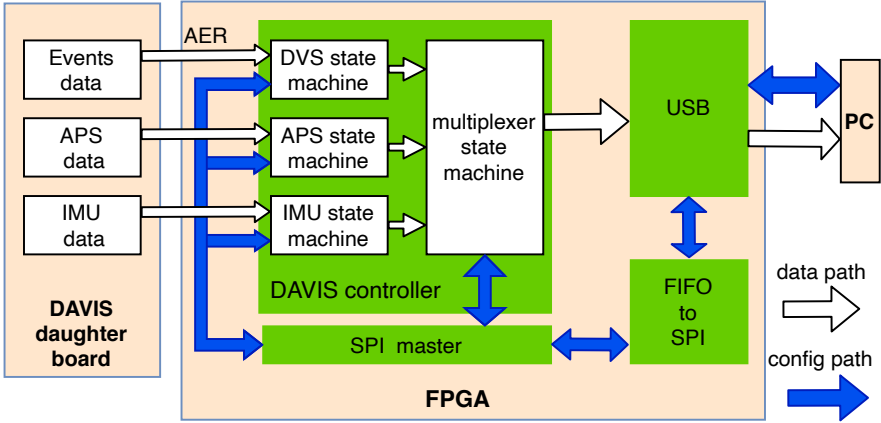 Events
data
APS
data
IMU
data
DAVIS
daughter
board
AER
DVS state
machine
APS state
machine
IMU state
machine
multiplexer
state
machine
DAVIS controller
SPI master
USB
FIFO
to
SPI
FPGA
PC
data path
config path